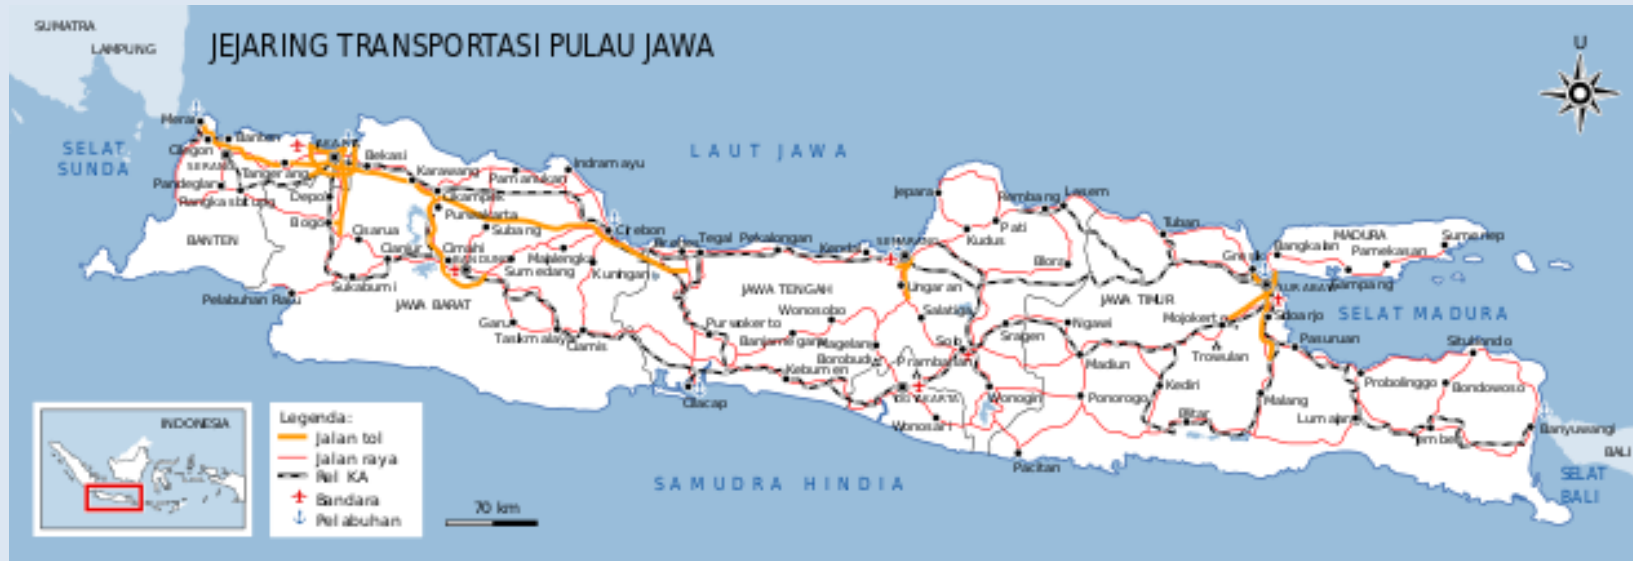 SUMATRA
LAMPUNG
JEJARING TRANSPORTASI PULAU JAWA
U
SELAT
SUNDA
LAUT JAWA
Merak
Cilegon
Banten
Tangerang
Pandeglang
Rangkasbitung
BANTEN
Bekasi
Karawang
Pamanukan
Indramayu
Depok
Bogor
Cikampek
Purwakarta
Subang
Cirebon
Cisarua
Cianjur
Cimahi
BANDUNG
Sumedang
Majalengka
Kuningan
Sukabumi
Pelabuhan Ratu
JAWA BARAT
Garut
Tasikmalaya
Ciamis
Brebes
Tegal
Pekalongan
Kendal
SEMARANG
Ungaran
JAWA TENGAH
Wonosobo
Salatiga
Purwokerto
Banjarnegara
Magelang
Borobudur
Prambanan
Solo
Kebumen
Cilacap
Wonosari
Wonogiri
Jepara
Rembang
Lasem
Pati
Kudus
Blora
Tuban
Gresik
Bangkalan
MADURA
Pamekasan
Sumenep
Sampang
SURABAYA
SELAT MADURA
JAWA TIMUR
Mojokerto
Sidoarjo
Pasuruan
Trowulan
Sragen
Ngawi
Madiun
Ponorogo
Kediri
Blitar
Malang
Pacitan
Probolinggo
Situbondo
Bondowoso
Lumajang
Jember
Banyuwangi
BALI
SELAT
BALI
SAMUDRA HINDIA
INDONESIA
Legenda:
Jalan tol
Jalan raya
Rel KA
Bandara
Pelabuhan
70 km